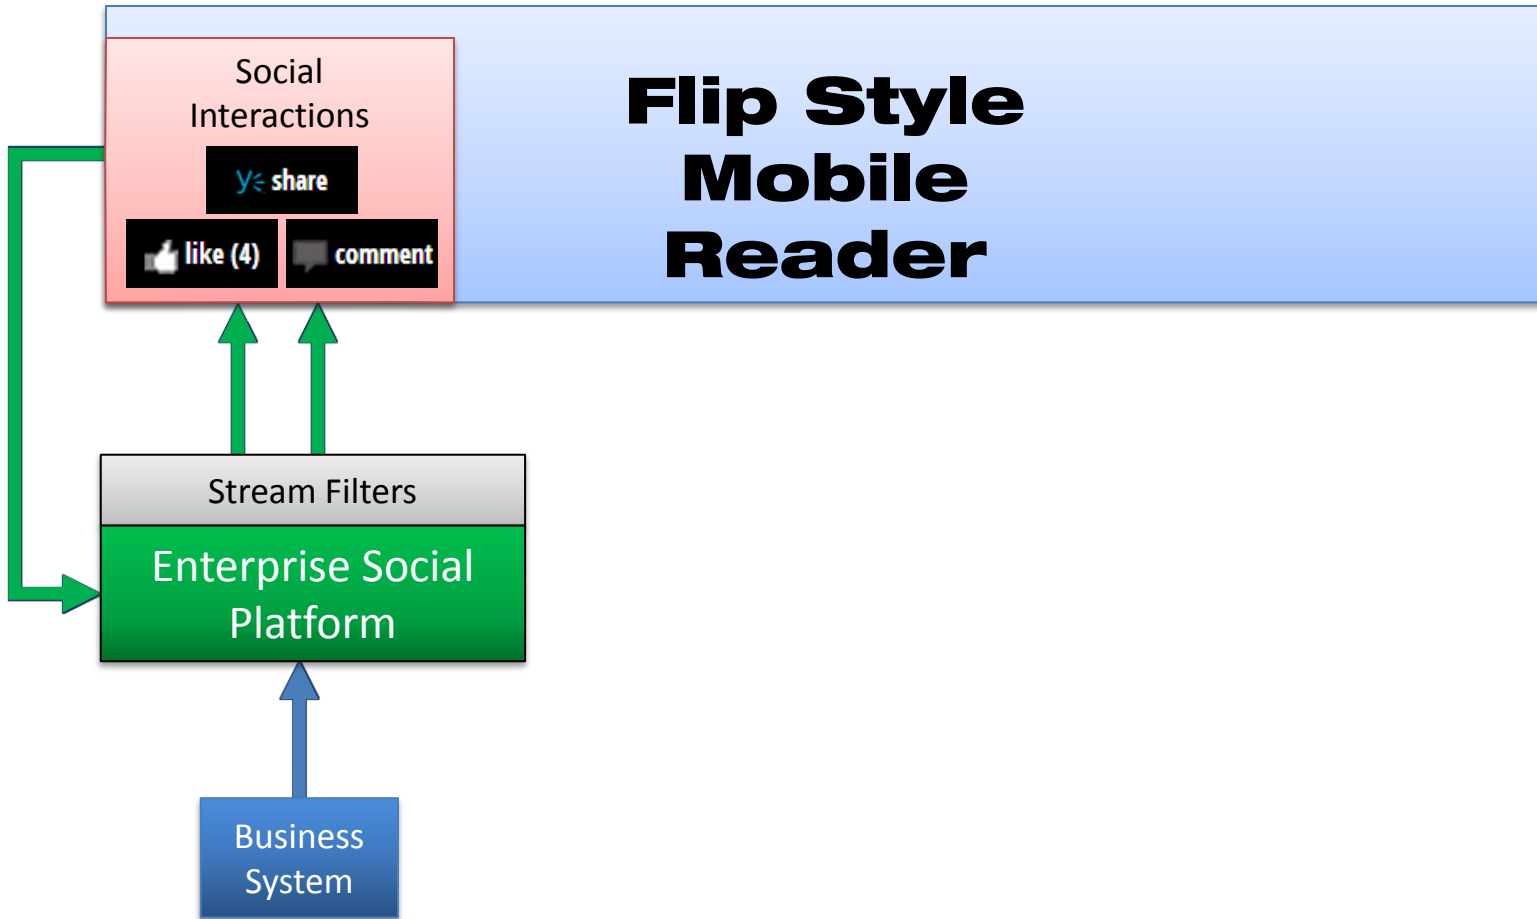 Social
Interactions
share
like (4)
comment
Flip Style
Mobile
Reader
Stream Filters
Enterprise Social
Platform
Business
System